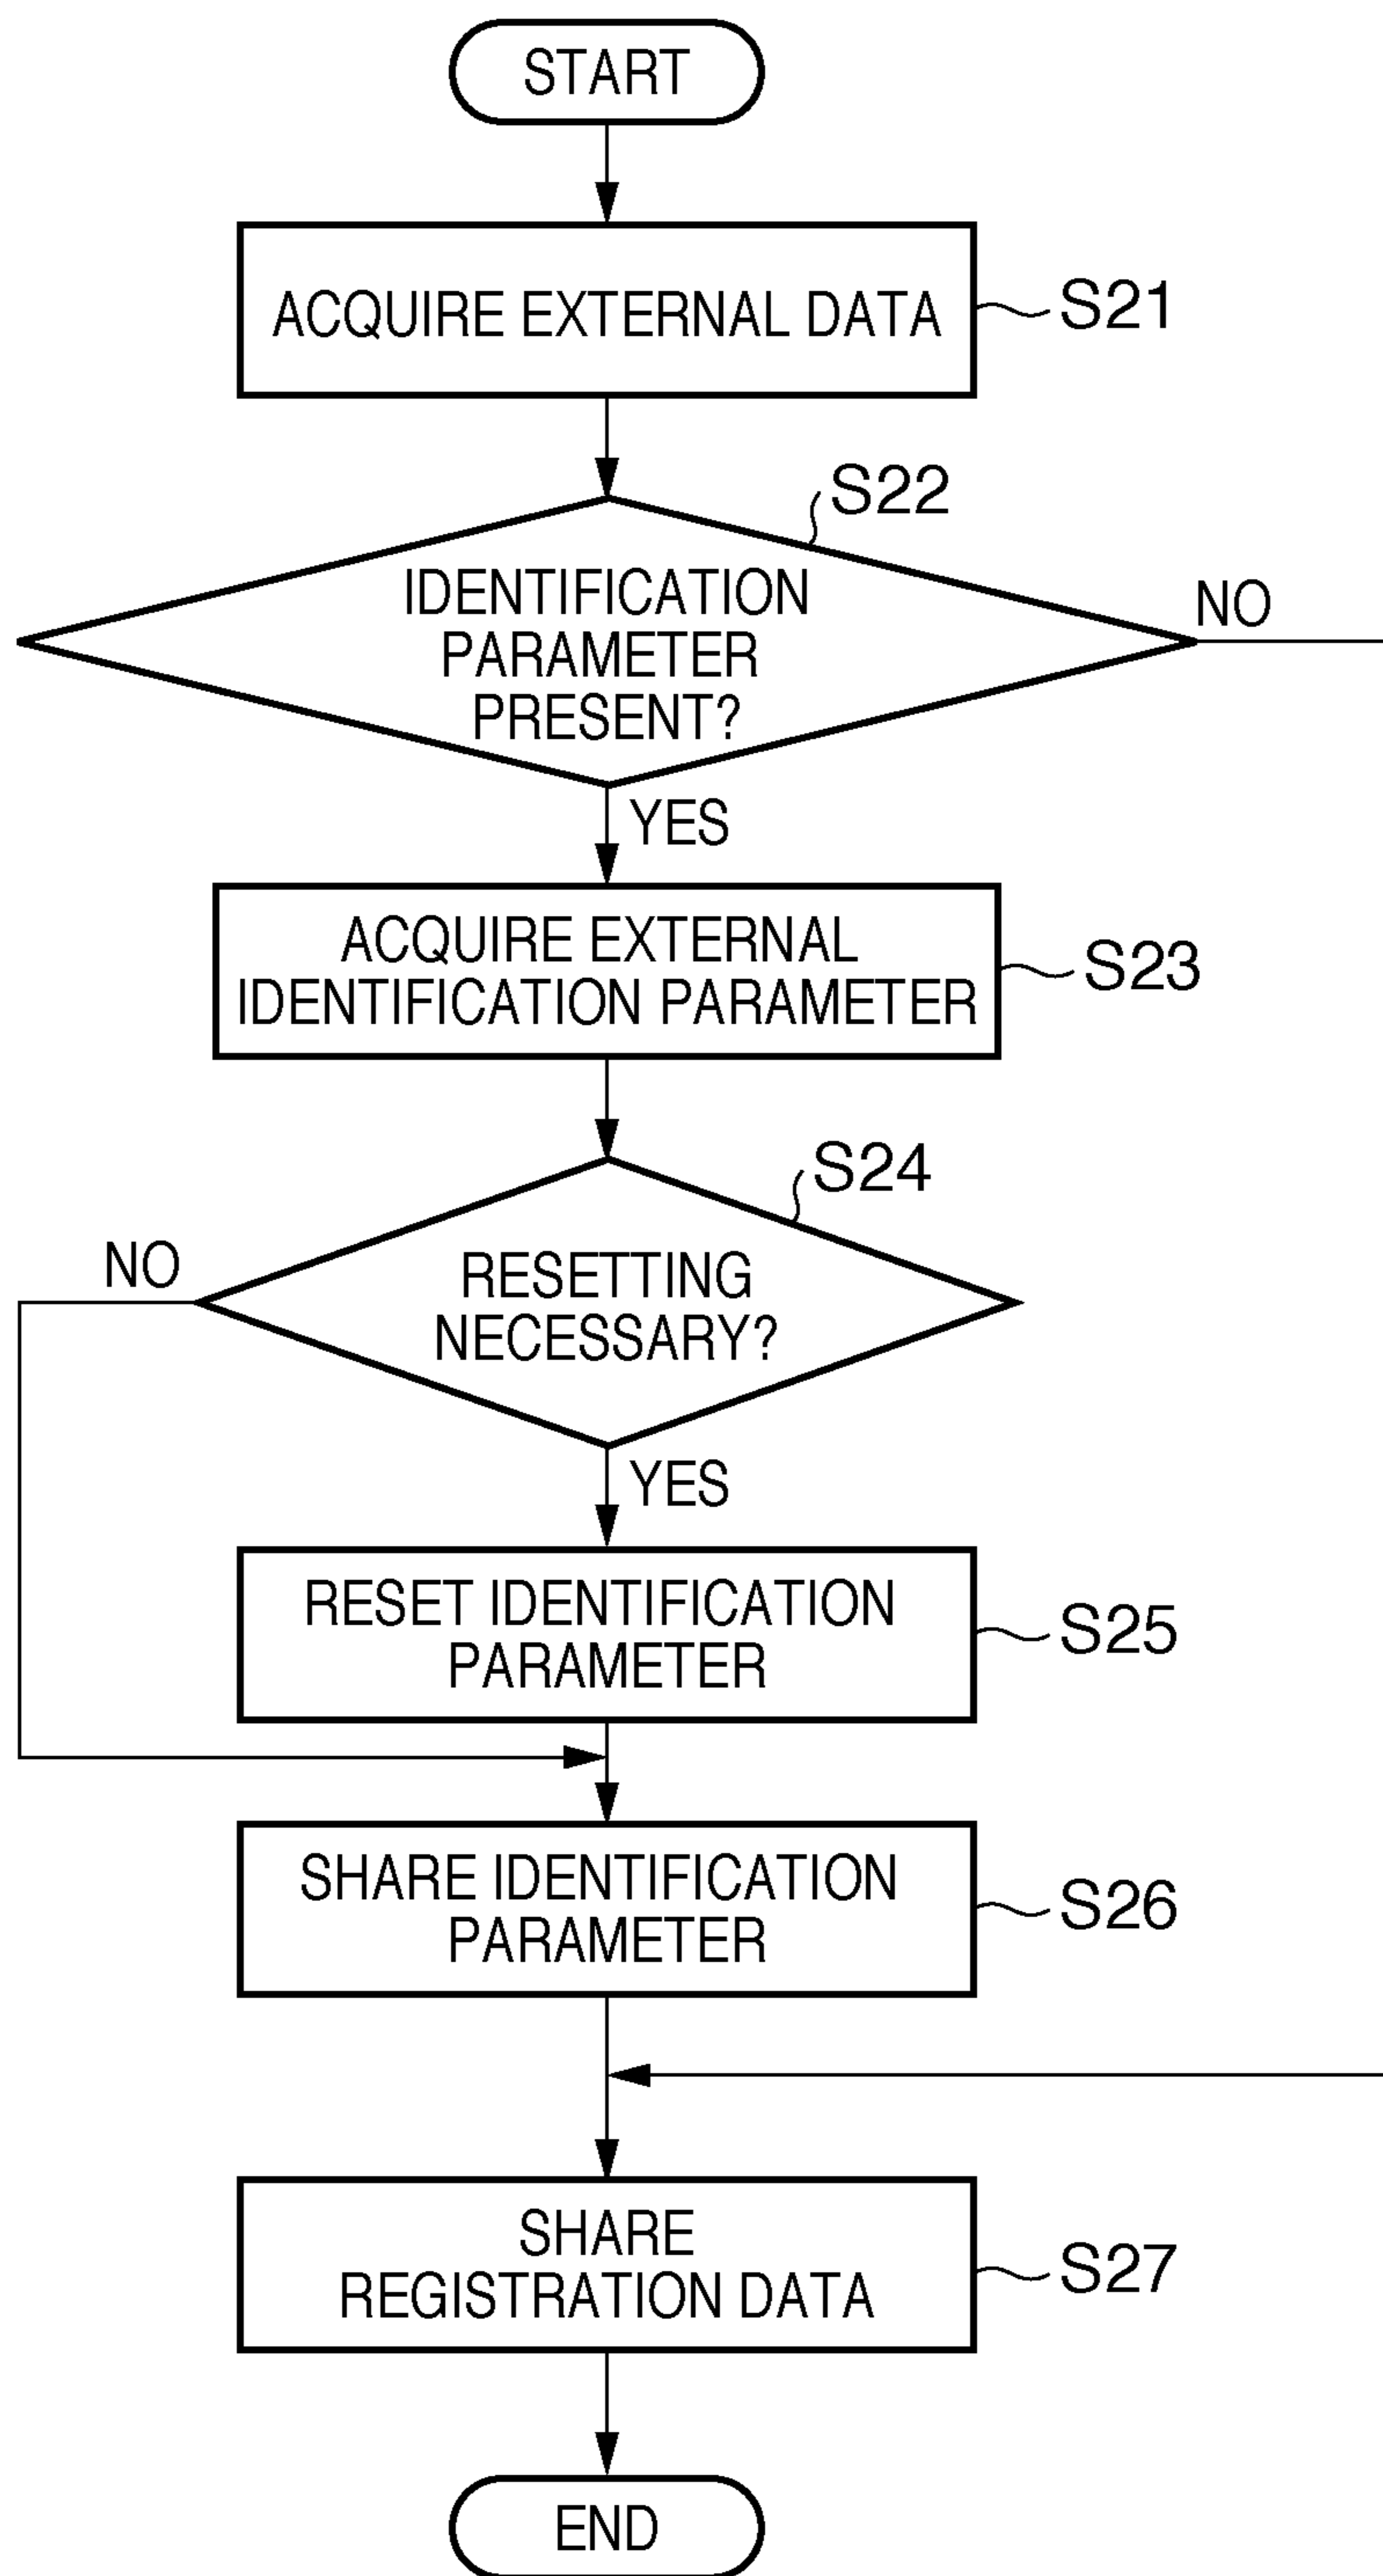 START
ACQUIRE EXTERNAL DATA
S21
S22
IDENTIFICATION
PARAMETER
PRESENT?
NO
YES
ACQUIRE EXTERNAL
IDENTIFICATION PARAMETER
S23
S24
NO
RESETTING
NECESSARY?
YES
RESET IDENTIFICATION
PARAMETER
S25
SHARE IDENTIFICATION
PARAMETER
S26
SHARE
REGISTRATION DATA
S27
END